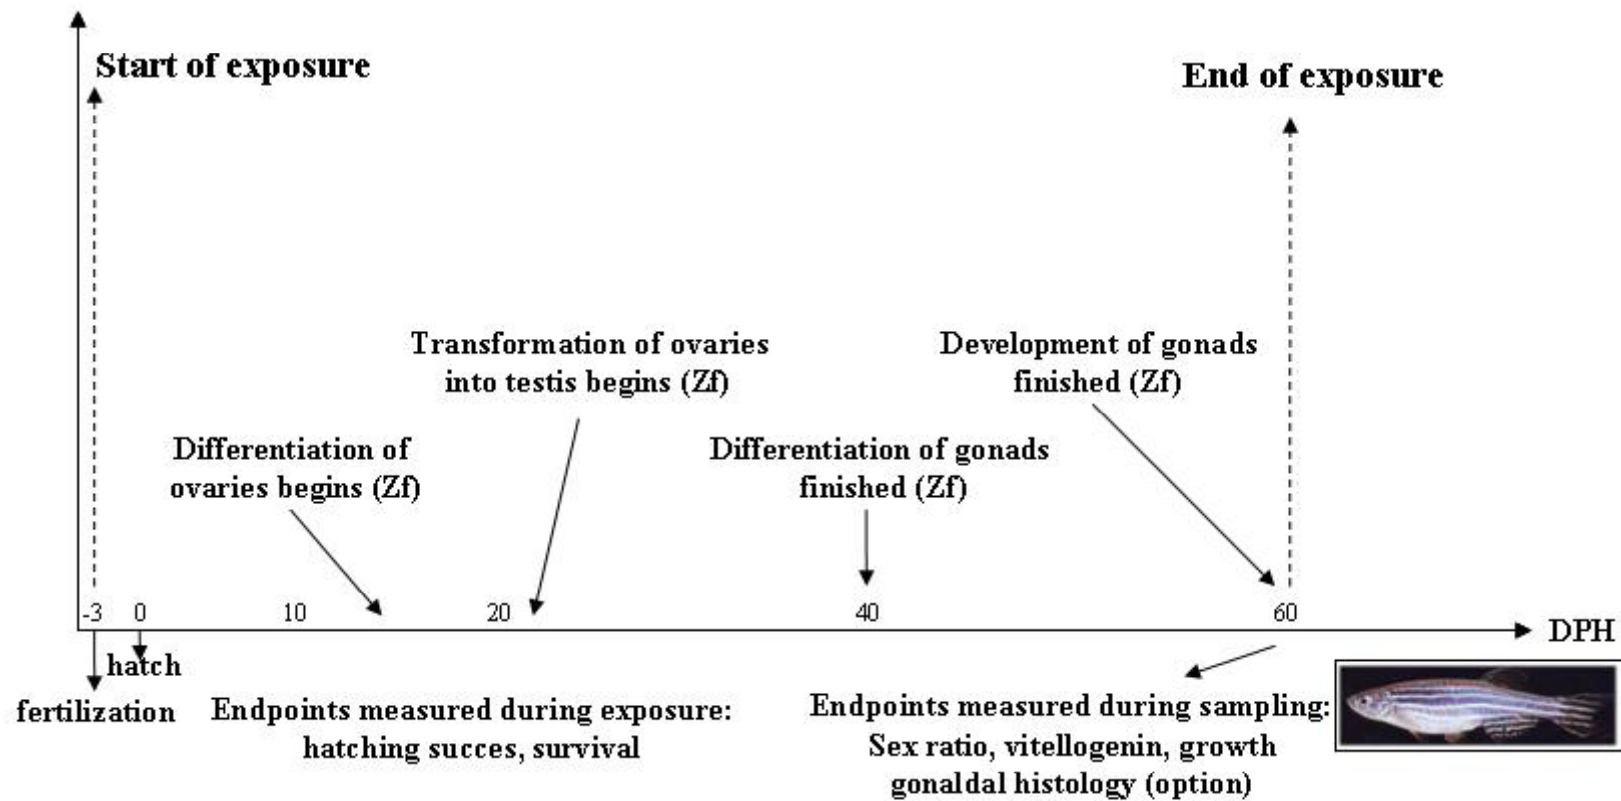 Start of exposure
End of exposure
Transformation of ovaries
into testis begins (Zf)
Development of gonads
finished (Zf)
Differentiation of
ovaries begins (Zf)
Differentiation of gonads
finished (Zf)
-3 0 10 20 40 60
DPH
hatch
fertilization
Endpoints measured during exposure:
hatching succes, survival
Endpoints measured during sampling:
Sex ratio, vitellogenin, growth
gonaldal histology (option)